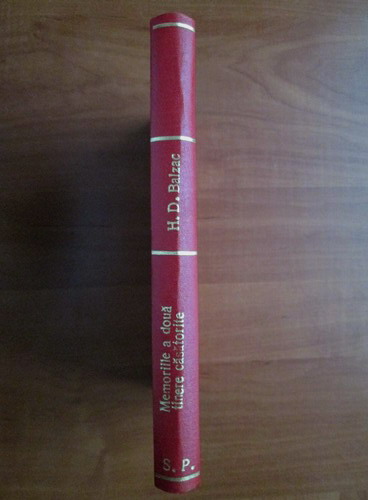 H. D. Balzac
Memoriile a două
tinere căsătorite
S. P.